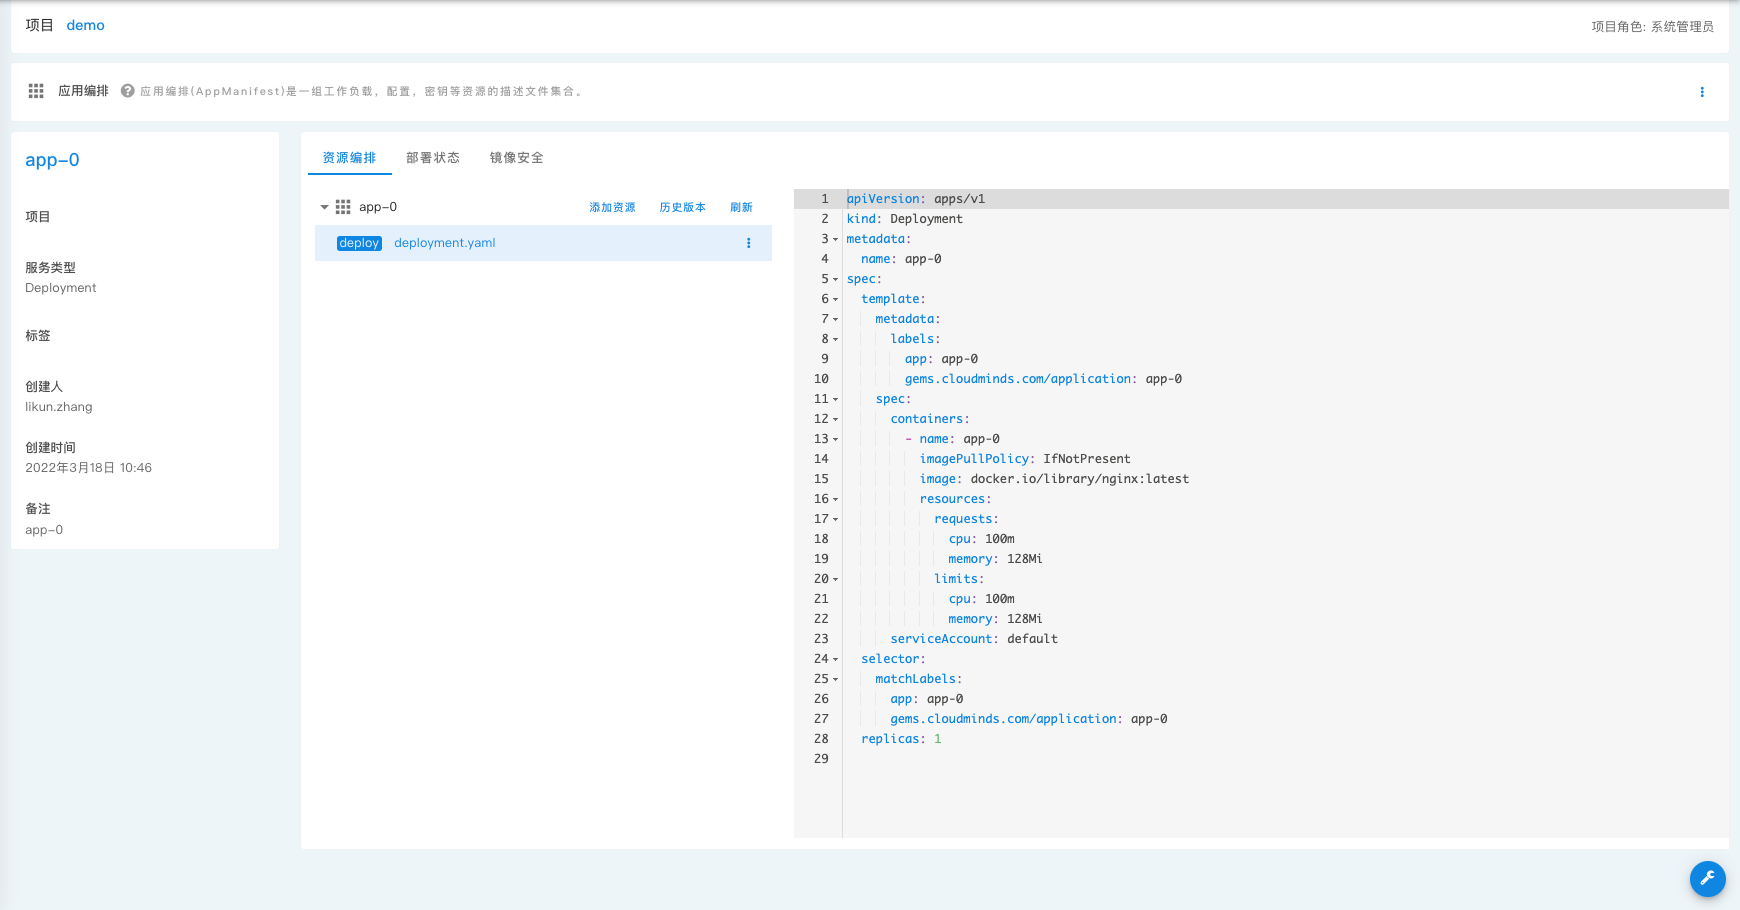 项目 demo
项目角色: 系统管理员
应用编排 应用编排(AppManifest)是一组工作负载，配置，密钥等资源的描述文件集合。
app-0
项目
服务类型
Deployment
标签
创建人
likun.zhang
创建时间
2022年3月18日 10:46
备注
app-0
资源编排 部署状态 镜像安全
app-0 添加资源 历史版本 刷新
deploy deployment.yaml
1 apiVersion: apps/v1
2 kind: Deployment
3 metadata:
4   name: app-0
5 spec:
6   template:
7     metadata:
8       labels:
9         app: app-0
10         gems.cloudminds.com/application: app-0
11     spec:
12       containers:
13         - name: app-0
14           imagePullPolicy: IfNotPresent
15           image: docker.io/library/nginx:latest
16           resources:
17             requests:
18               cpu: 100m
19               memory: 128Mi
20             limits:
21               cpu: 100m
22               memory: 128Mi
23       serviceAccount: default
24   selector:
25     matchLabels:
26       app: app-0
27       gems.cloudminds.com/application: app-0
28   replicas: 1
29